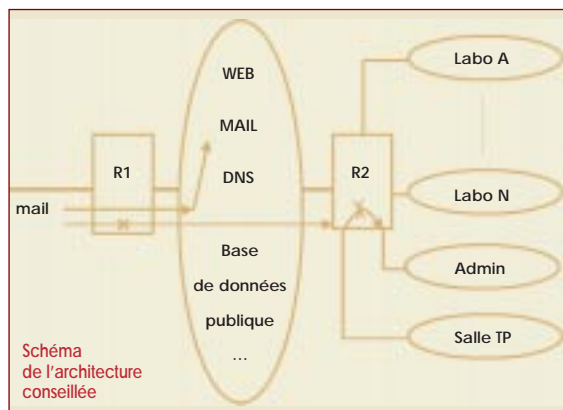 WEB
MAIL
DNS
Base
de données
publique
...
R1
mail
R2
Labo A
Labo N
Admin
Salle TP
Schéma
de l'architecture
conseillée